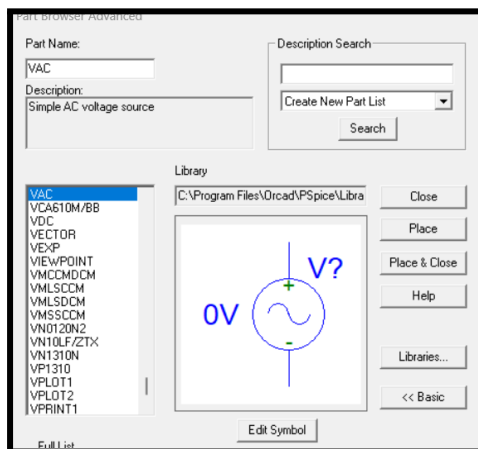 Part Browser Advanced
Part Name:
VAC
Description:
Simple AC voltage source
Description Search
Create New Part List
Search
Library
C:\Program Files\Orcad\PSpice\Libra
VAC
VCA610M/BB
VDC
VECTOR
VEXP
VIEWPOINT
VMCCMDCM
VMLSCCM
VMLSDCM
VMSSCCM
VN0120N2
VN10LF/ZTX
VN1310N
VP1310
VPLOT1
VPLOT2
VPRINT1
Full List
V?
+
0V
-
Edit Symbol
Close
Place
Place & Close
Help
Libraries...
<< Basic